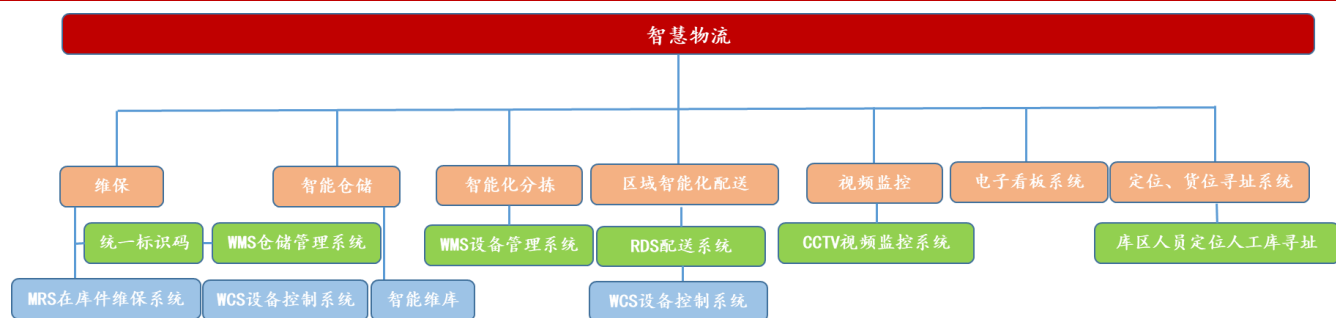 智慧物流
维保
智能仓储
智能化分拣
区域智能化配送
视频监控
电子看板系统
定位、货位寻址系统
统一标识码
WMS仓储管理系统
WMS设备管理系统
RDS配送系统
CCTV视频监控系统
库区人员定位人工库寻址
MRS在库件维保系统
WCS设备控制系统
智能维库
WCS设备控制系统